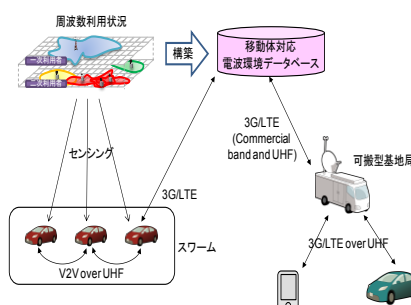 周波数利用状況
一次利用者
二次利用者
構築
移動体対応
電波環境データベース
センシング
3G/LTE
3G/LTE
(Commercial
band and UHF)
可搬型基地局
スワーム
V2V over UHF
3G/LTE over UHF